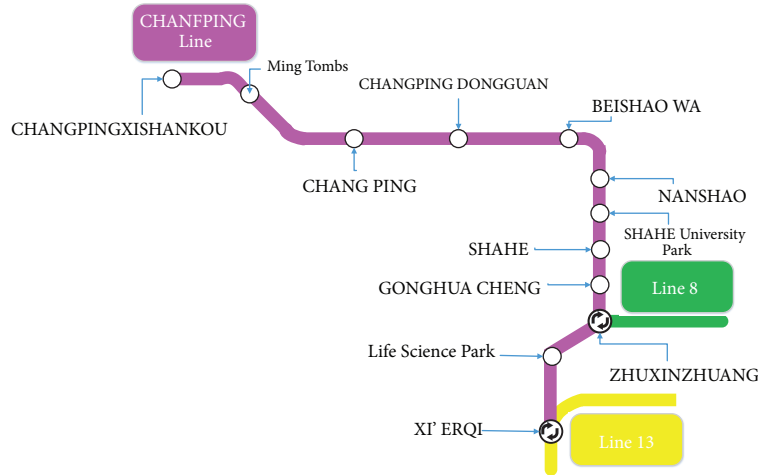 CHANFPING
Line
Ming Tombs
CHANGPING DONGGUAN
BEISHAO WA
CHANGPINGXISHANKOU
CHANG PING
NANSHAO
SHAHE University
Park
SHAHE
GONGHUA CHENG
Line 8
Life Science Park
ZHUXINZHUANG
XI' ERQI
Line 13